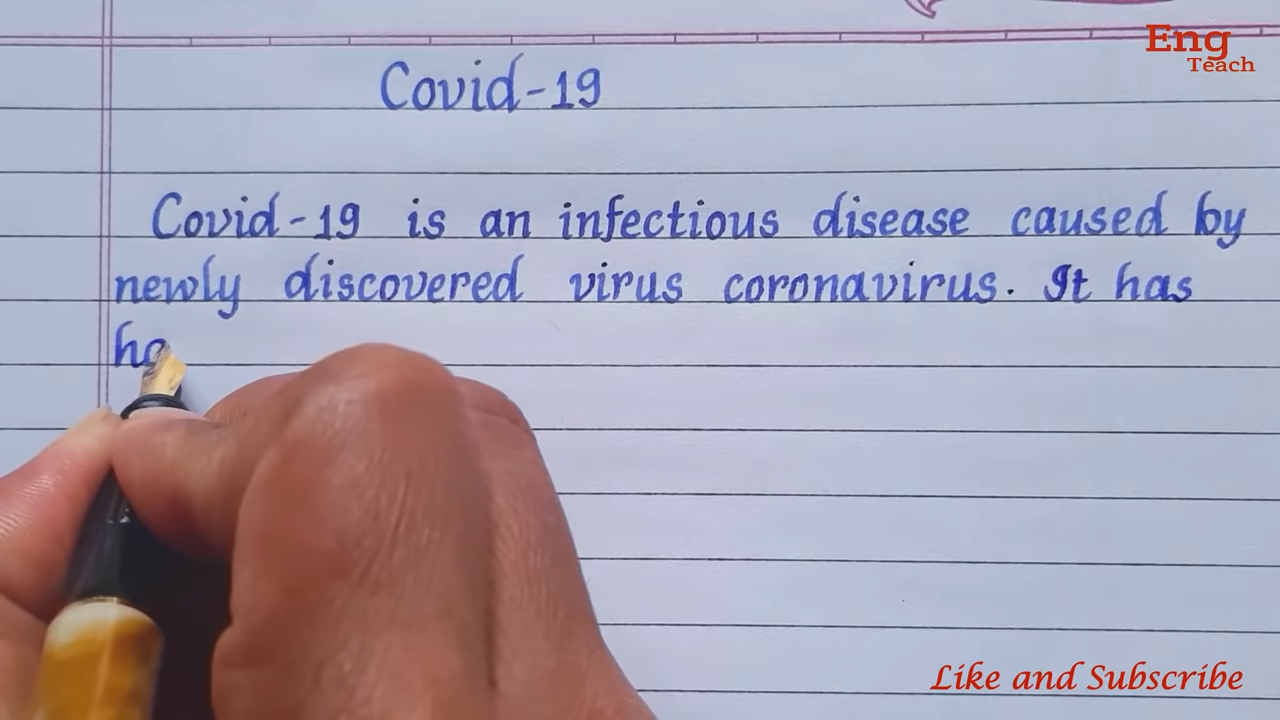 Eng
Teach
Covid-19
Covid-19 is an infectious disease caused by
newly discovered virus coronavirus. It has
ha
Like and Subscribe